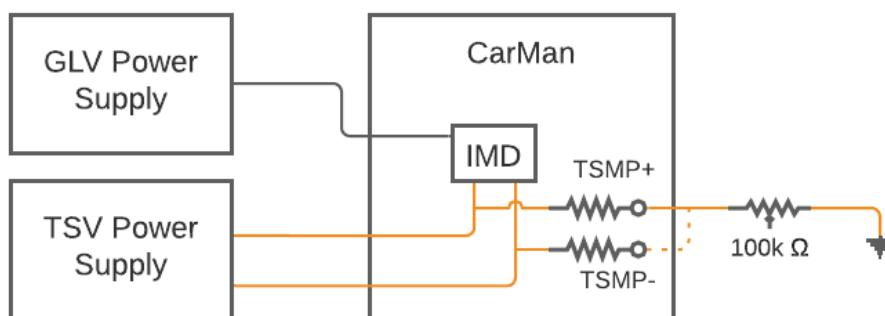 GLV Power
Supply
CarMan
IMD
TSMP+
TSV Power
Supply
100k Ω
TSMP-